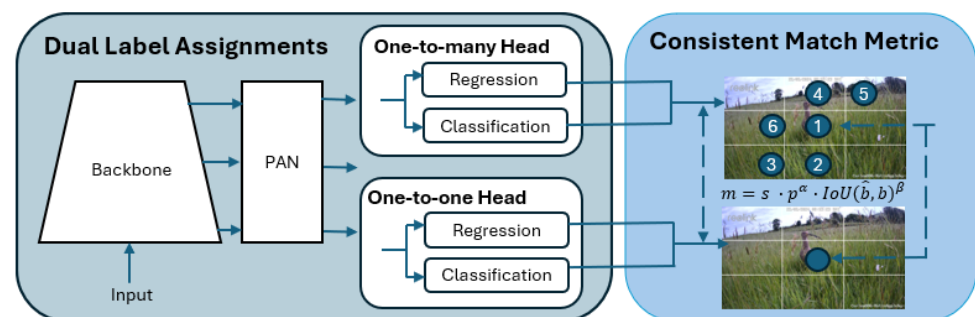 Dual Label Assignments
Backbone
PAN
Input
One-to-many Head
Regression
Classification
One-to-one Head
Regression
Classification
Consistent Match Metric
4
5
6
1
3
2
m = s · p^α · IoU(b̂, b)^β